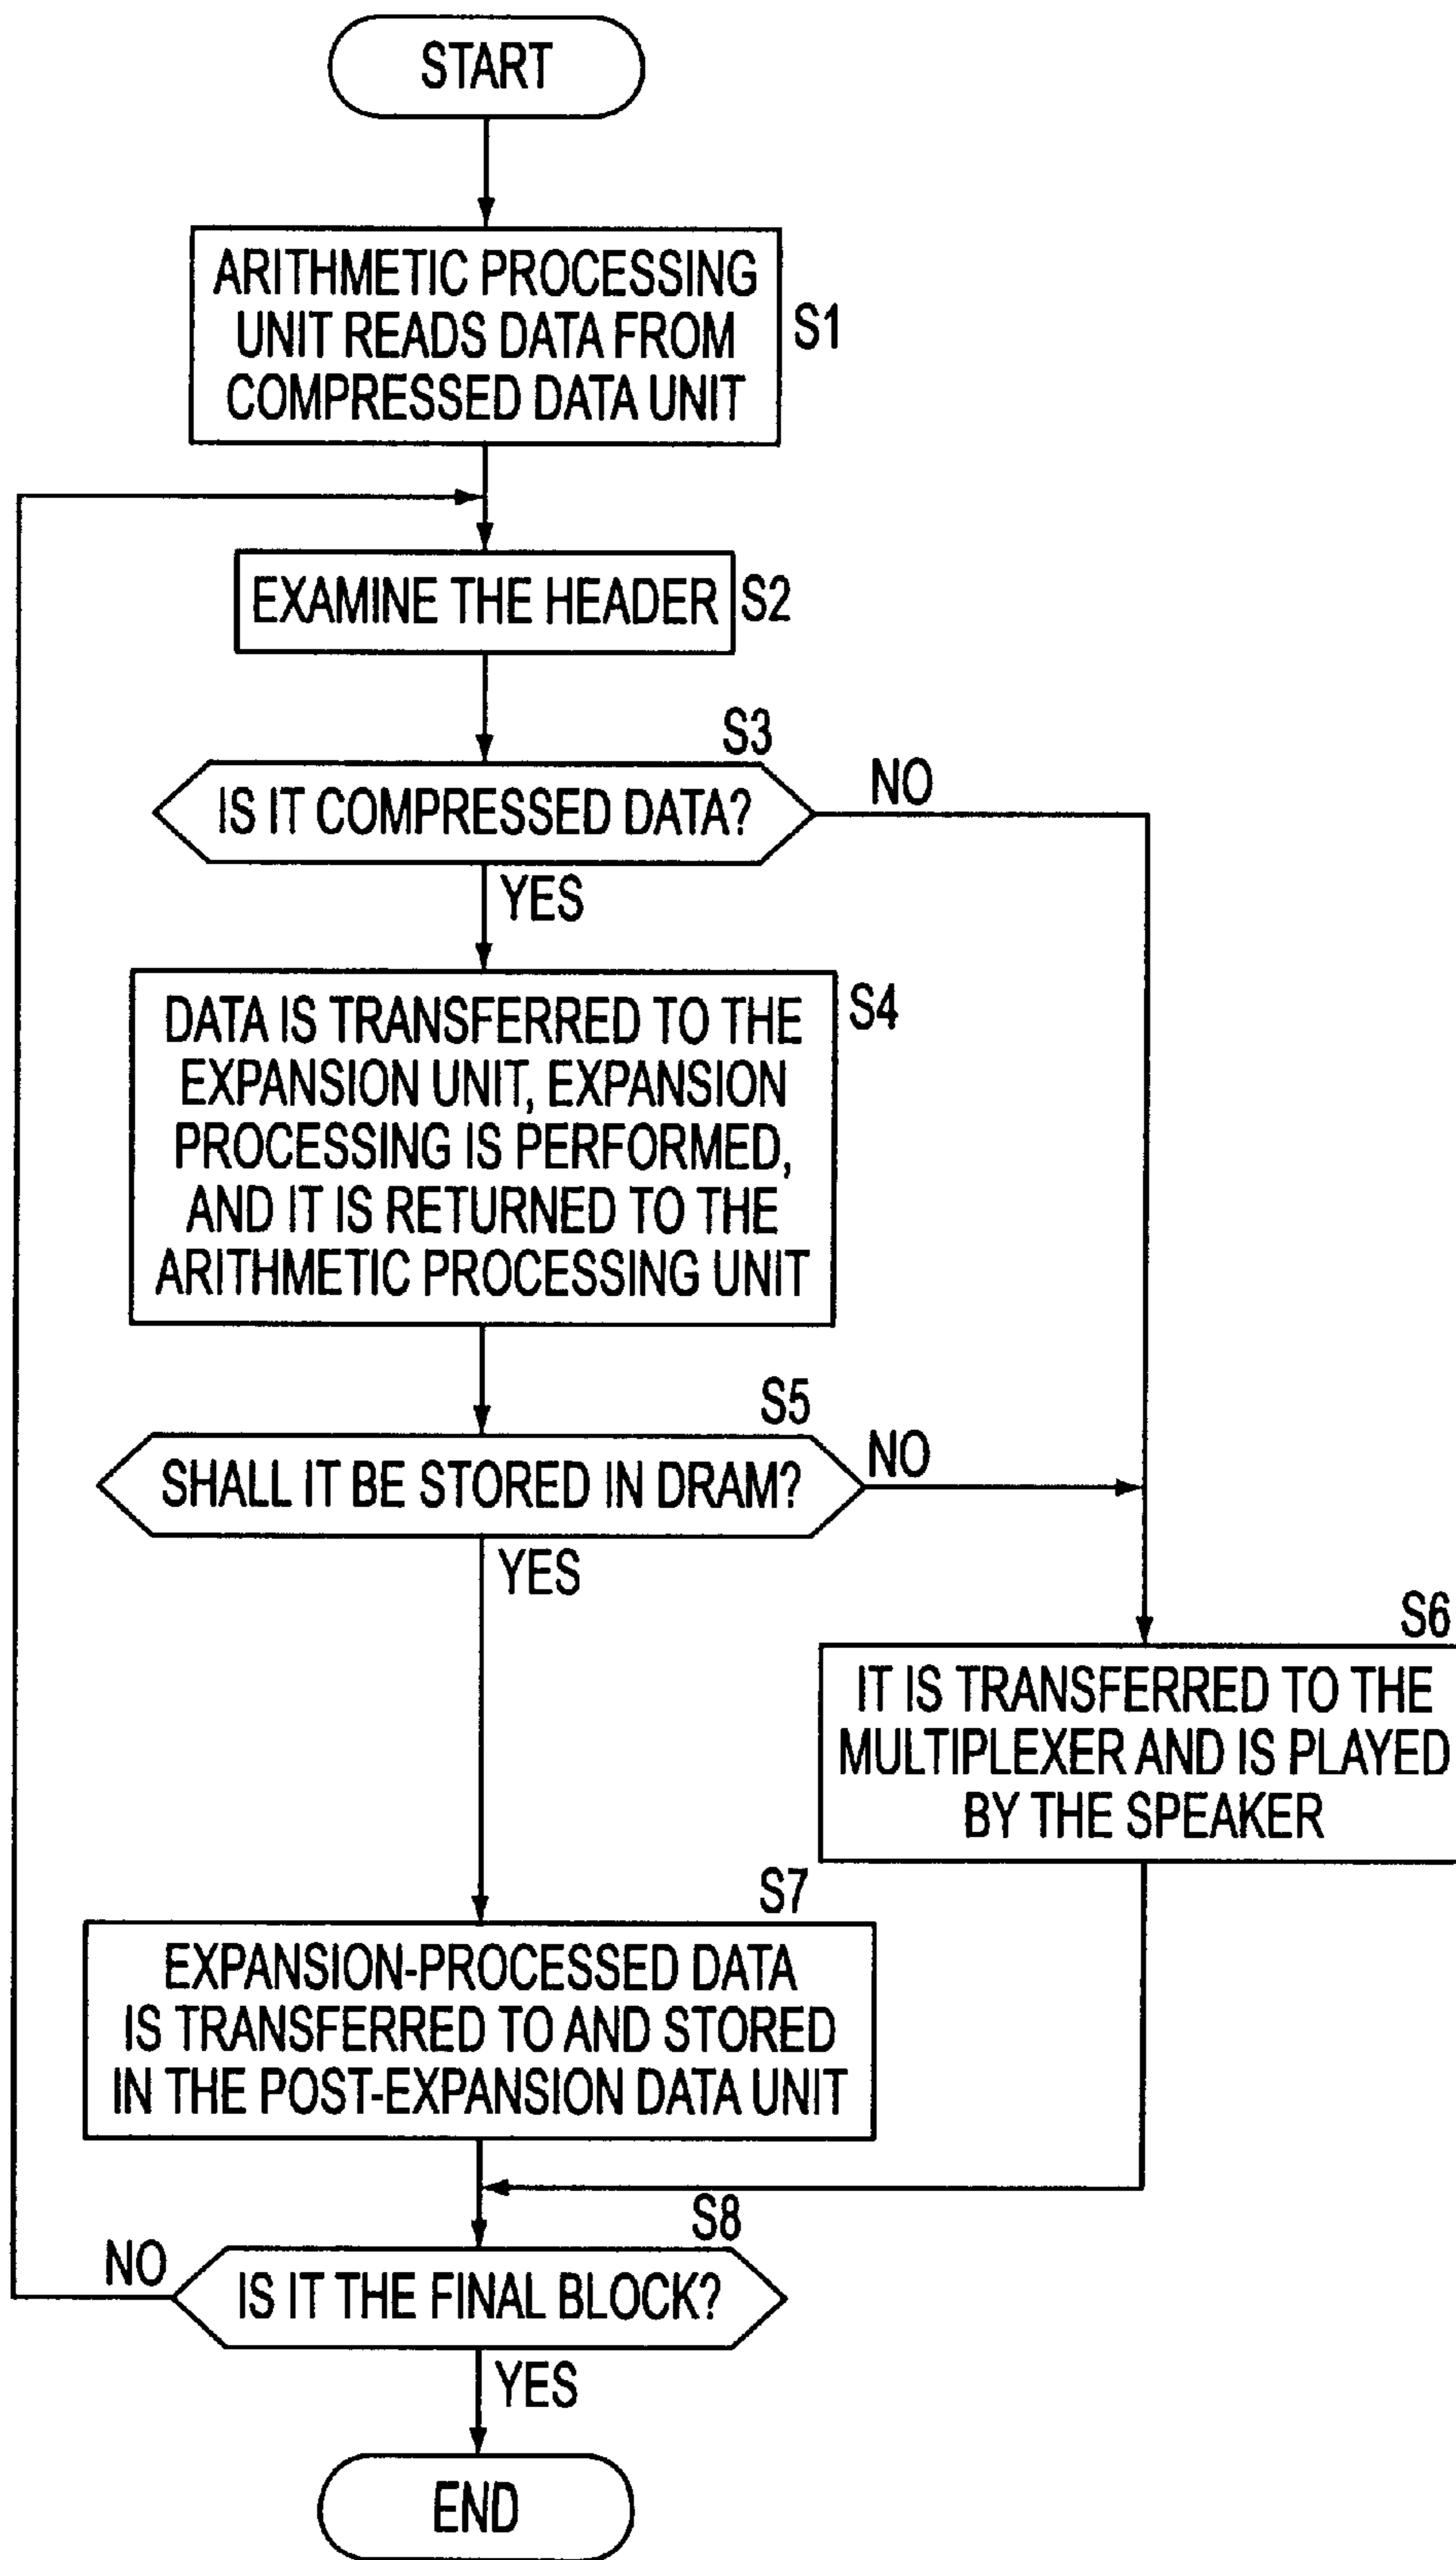 START
ARITHMETIC PROCESSING
UNIT READS DATA FROM
COMPRESSED DATA UNIT
S1
EXAMINE THE HEADER
S2
S3
IS IT COMPRESSED DATA?
NO
YES
DATA IS TRANSFERRED TO THE
EXPANSION UNIT, EXPANSION
PROCESSING IS PERFORMED,
AND IT IS RETURNED TO THE
ARITHMETIC PROCESSING UNIT
S4
S5
SHALL IT BE STORED IN DRAM?
NO
YES
S6
IT IS TRANSFERRED TO THE
MULTIPLEXER AND IS PLAYED
BY THE SPEAKER
S7
EXPANSION-PROCESSED DATA
IS TRANSFERRED TO AND STORED
IN THE POST-EXPANSION DATA UNIT
S8
NO
IS IT THE FINAL BLOCK?
YES
END